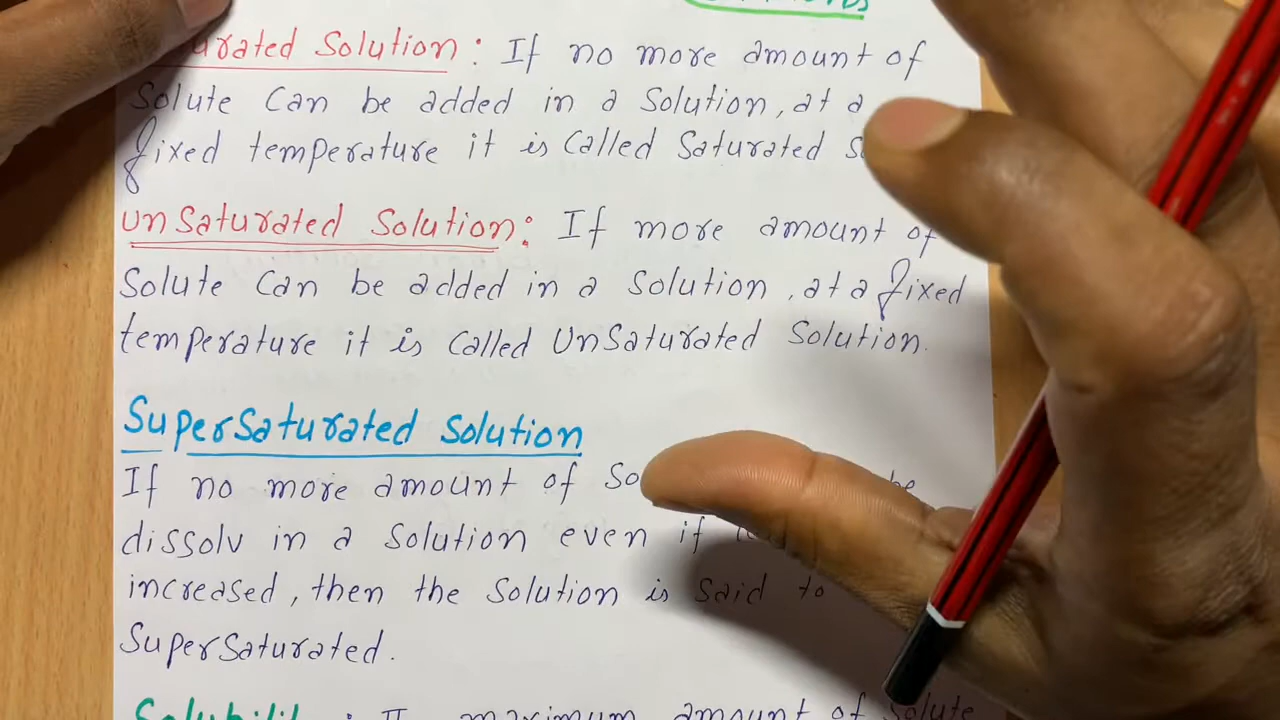 Solution : If no more amount of
Solute Can be added in a Solution, at a
fixed temperature it is Called Saturated
UnSaturated Solution: If more amount of
Solute Can be added in a Solution, at a fixed
temperature it is Called UnSaturated Solution.
SuperSaturated Solution
If no more amount of be
dissolv in a Solution even if
increased, then the Solution is said to
SuperSaturated.
: If maximum amount of Solute